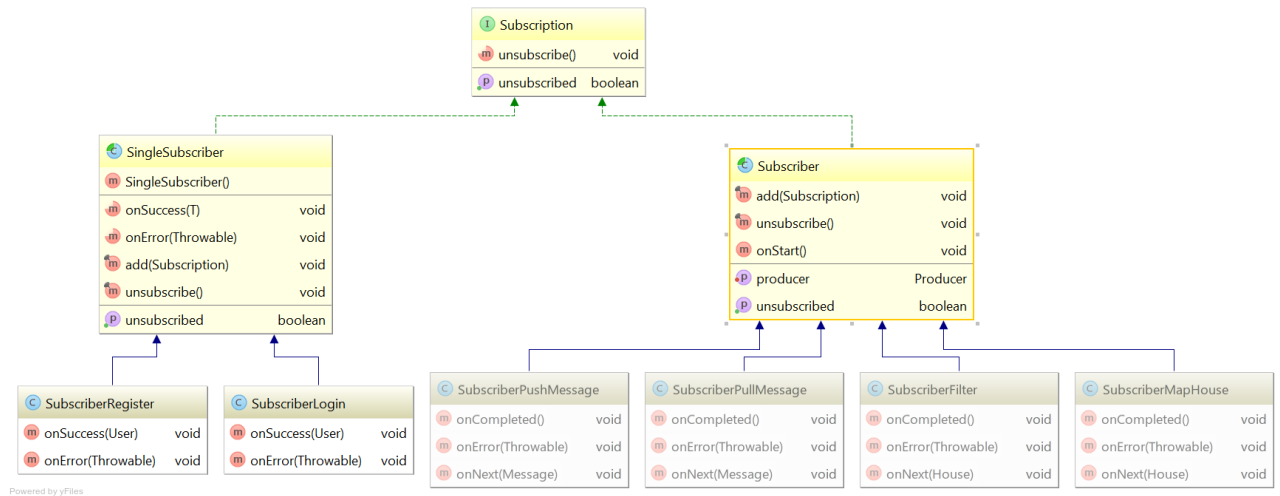 Subscription
unsubscribe() void
unsubscribed boolean
SingleSubscriber
SingleSubscriber()
onSuccess(T) void
onError(Throwable) void
add(Subscription) void
unsubscribe() void
unsubscribed boolean
Subscriber
add(Subscription) void
unsubscribe() void
onStart() void
producer Producer
unsubscribed boolean
SubscriberRegister
onSuccess(User) void
onError(Throwable) void
SubscriberLogin
onSuccess(User) void
onError(Throwable) void
SubscriberPushMessage
onCompleted() void
onError(Throwable) void
onNext(Message) void
SubscriberPullMessage
onCompleted() void
onError(Throwable) void
onNext(Message) void
SubscriberFilter
onCompleted() void
onError(Throwable) void
onNext(House) void
SubscriberMapHouse
onCompleted() void
onError(Throwable) void
onNext(House) void
Powered by yFiles